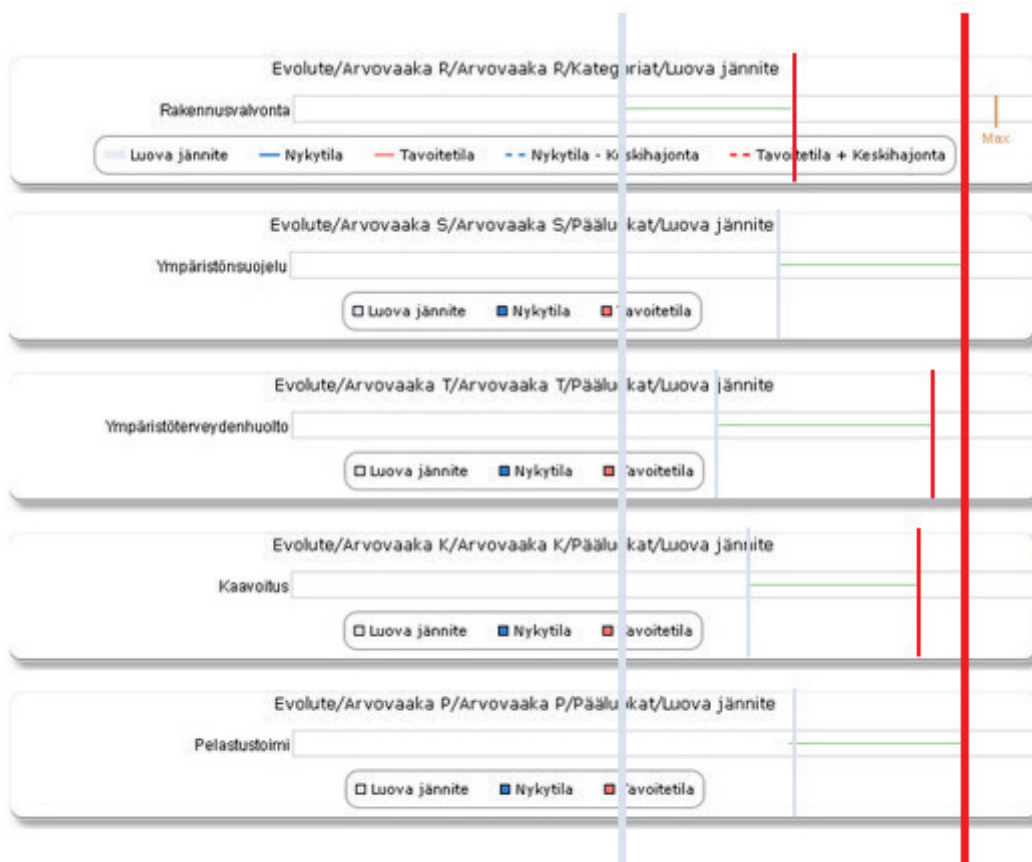 Evolute/Arvovaaka R/Arvovaaka R/Kategoriat/Luova jännite
Rakennusvalvonta
Max
Luova jännite Nykytila Tavoitetila Nykytila - Keskihajonta Tavoitetila + Keskihajonta
Evolute/Arvovaaka S/Arvovaaka S/Pääluokat/Luova jännite
Ympäristönsuojelu
Luova jännite Nykytila Tavoitetila
Evolute/Arvovaaka T/Arvovaaka T/Pääluokat/Luova jännite
Ympäristöterveydenhuolto
Luova jännite Nykytila Tavoitetila
Evolute/Arvovaaka K/Arvovaaka K/Pääluokat/Luova jännite
Kaavoitus
Luova jännite Nykytila Tavoitetila
Evolute/Arvovaaka P/Arvovaaka P/Pääluokat/Luova jännite
Pelastustoimi
Luova jännite Nykytila Tavoitetila